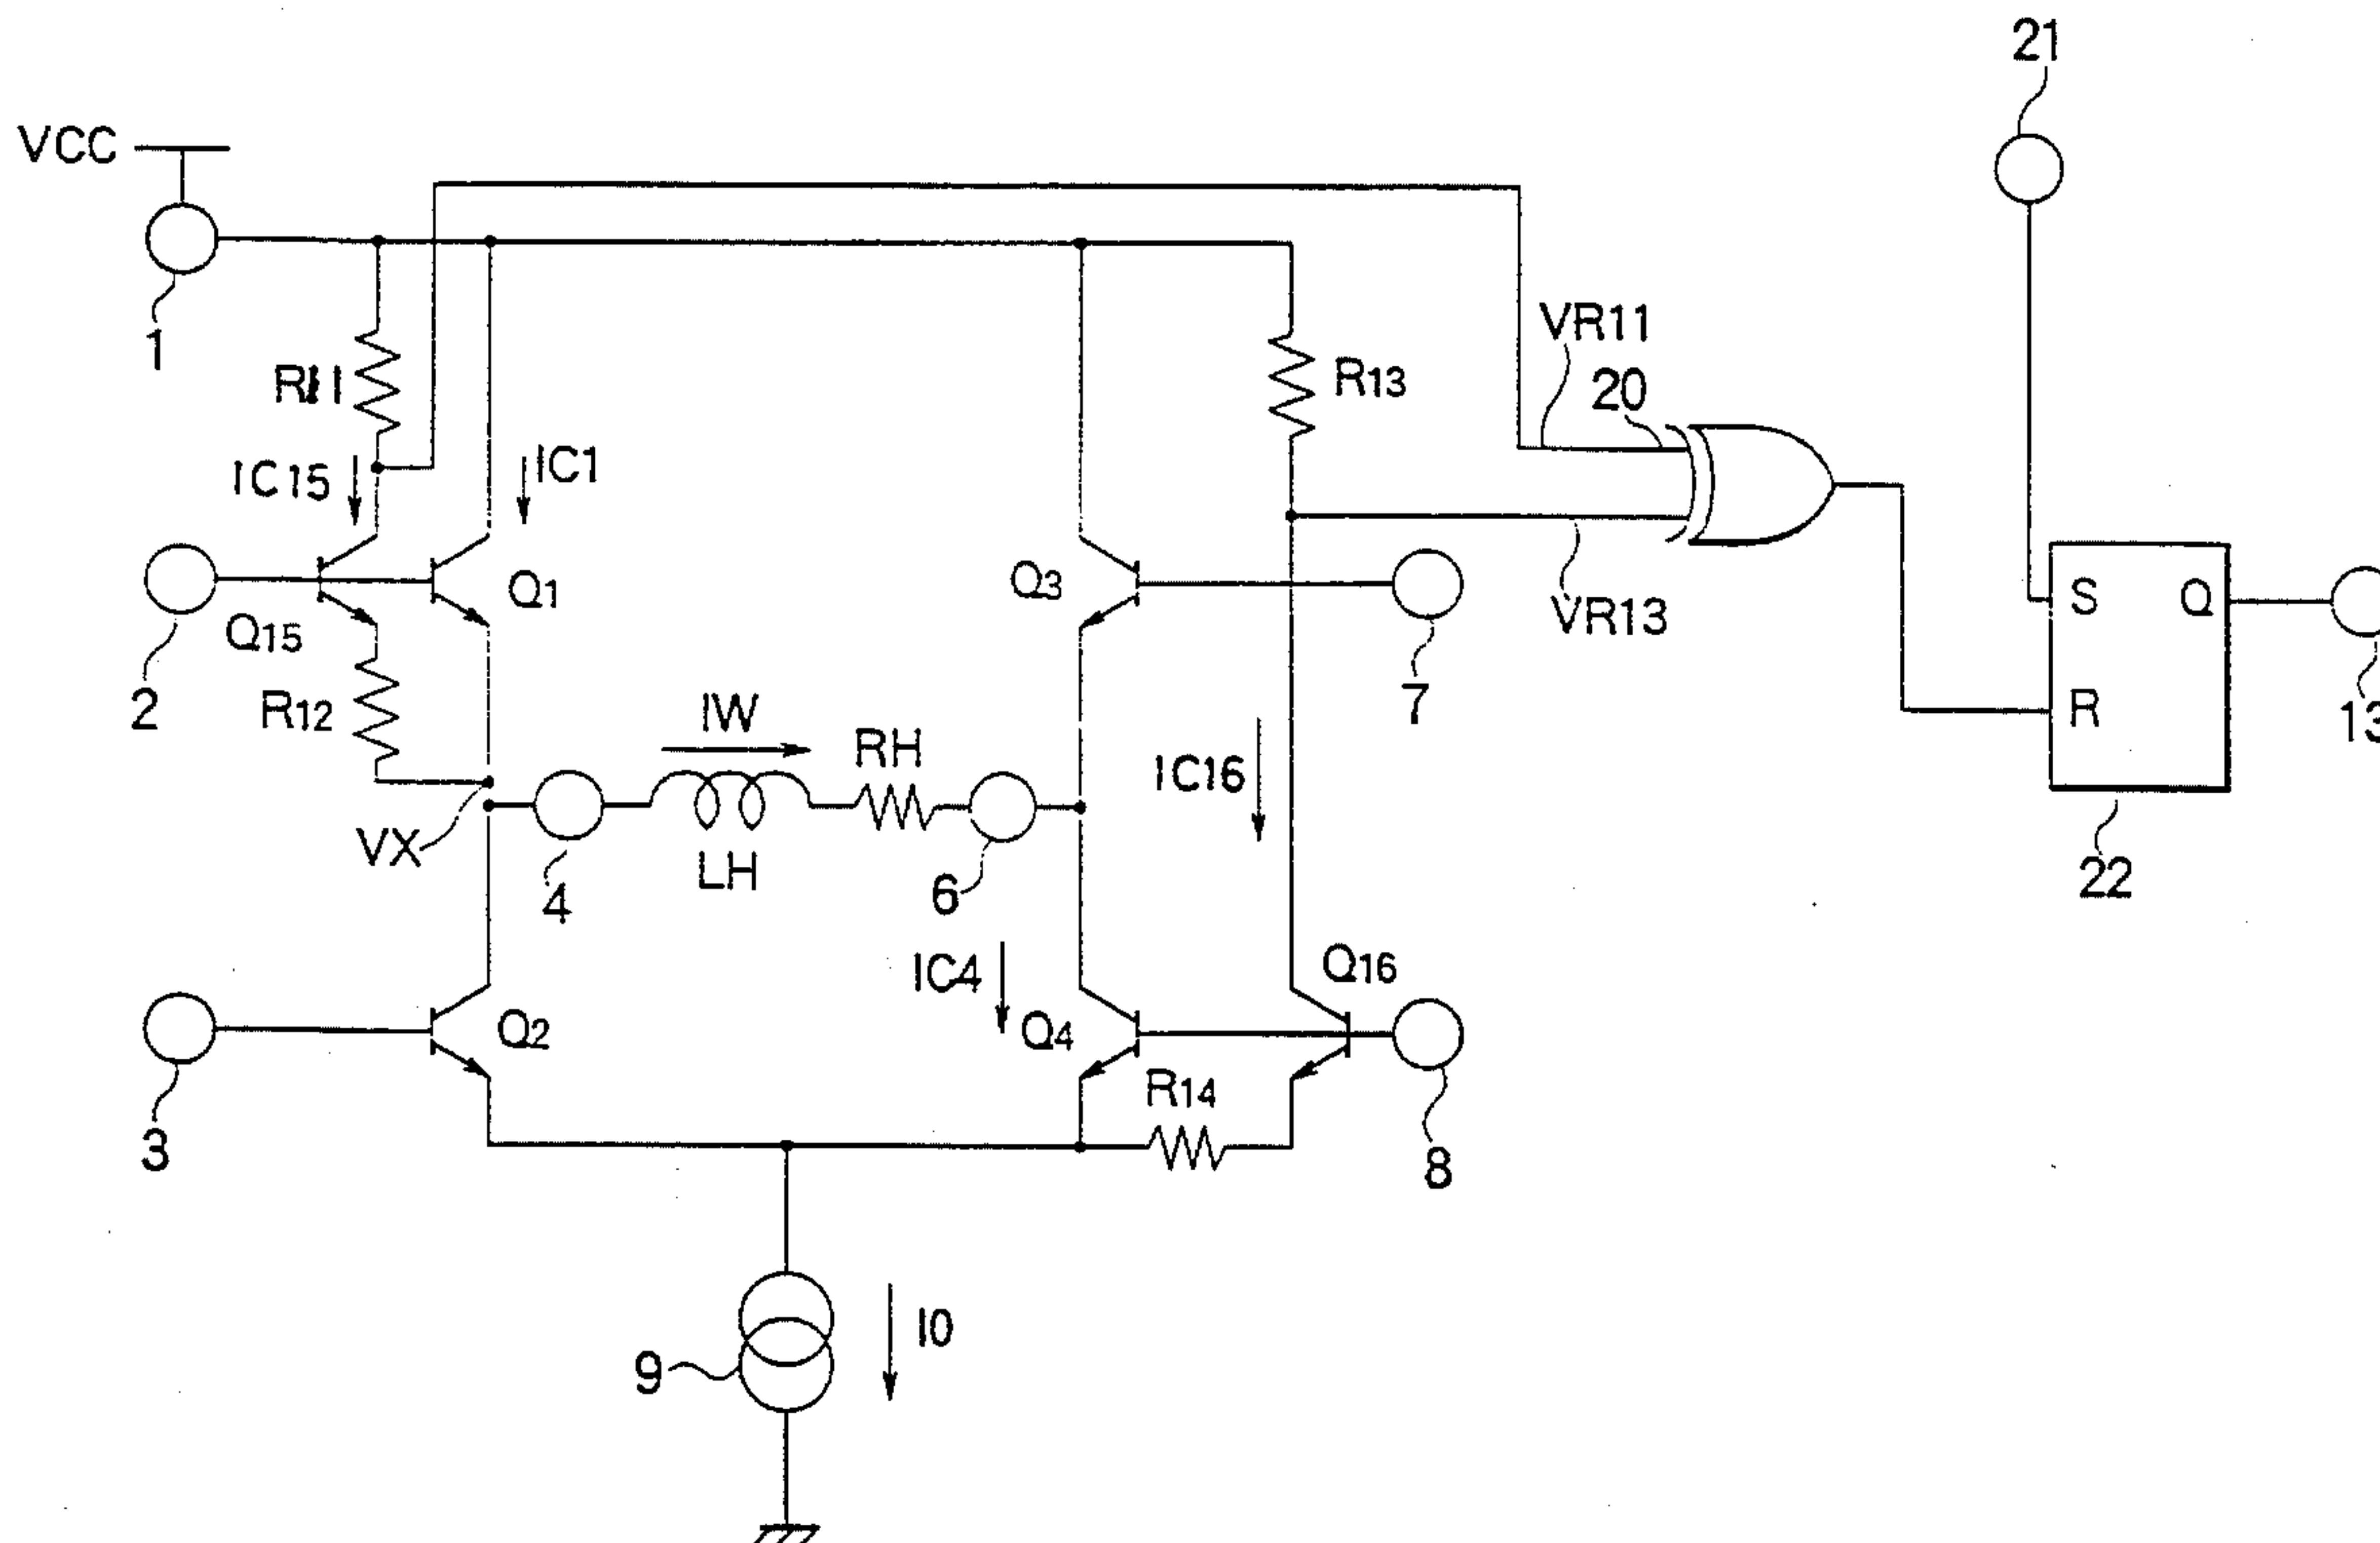 21
VCC
VR11
1
R11
R13
20
IC15
IC1
Q1
Q3
S
Q
VR13
Q15
2
R12
IW
RH
7
R
13
IC16
VX
4
LH
6
22
IC4
Q16
Q2
Q4
R14
3
8
9
I0